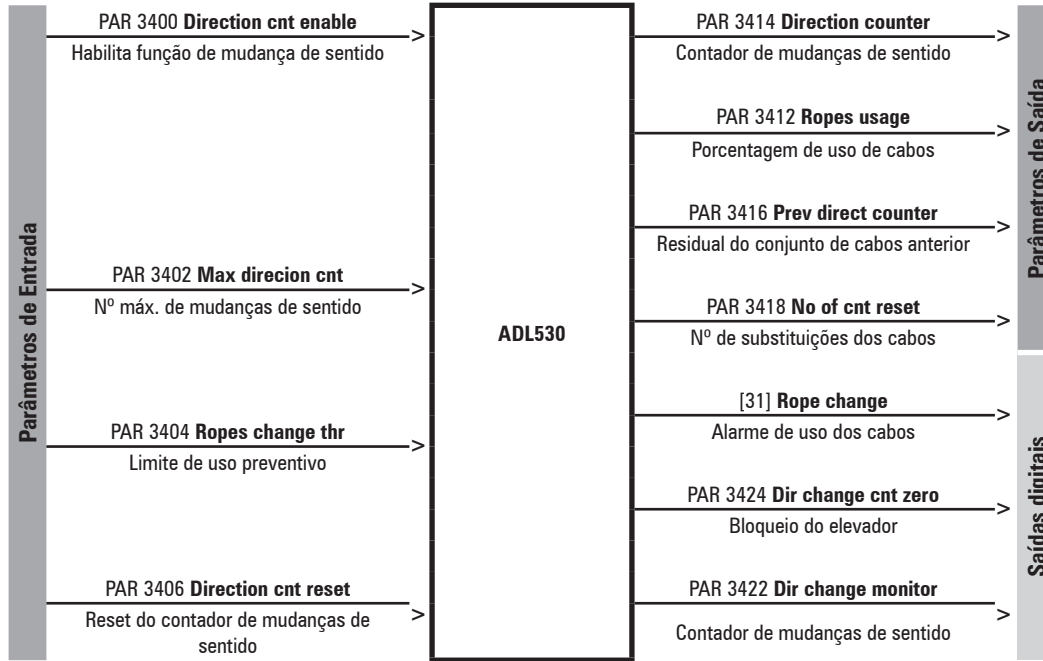 Parâmetros de Entrada
PAR 3400 Direction cnt enable
Habilita função de mudança de sentido
PAR 3402 Max direcion cnt
Nº máx. de mudanças de sentido
PAR 3404 Ropes change thr
Limite de uso preventivo
PAR 3406 Direction cnt reset
Reset do contador de mudanças de
sentido
ADL530
PAR 3414 Direction counter
Contador de mudanças de sentido
PAR 3412 Ropes usage
Porcentagem de uso de cabos
PAR 3416 Prev direct counter
Residual do conjunto de cabos anterior
PAR 3418 No of cnt reset
Nº de substituições dos cabos
[31] Rope change
Alarme de uso dos cabos
PAR 3424 Dir change cnt zero
Bloqueio do elevador
PAR 3422 Dir change monitor
Contador de mudanças de sentido
Parâmetros de Saída
Saídas digitais